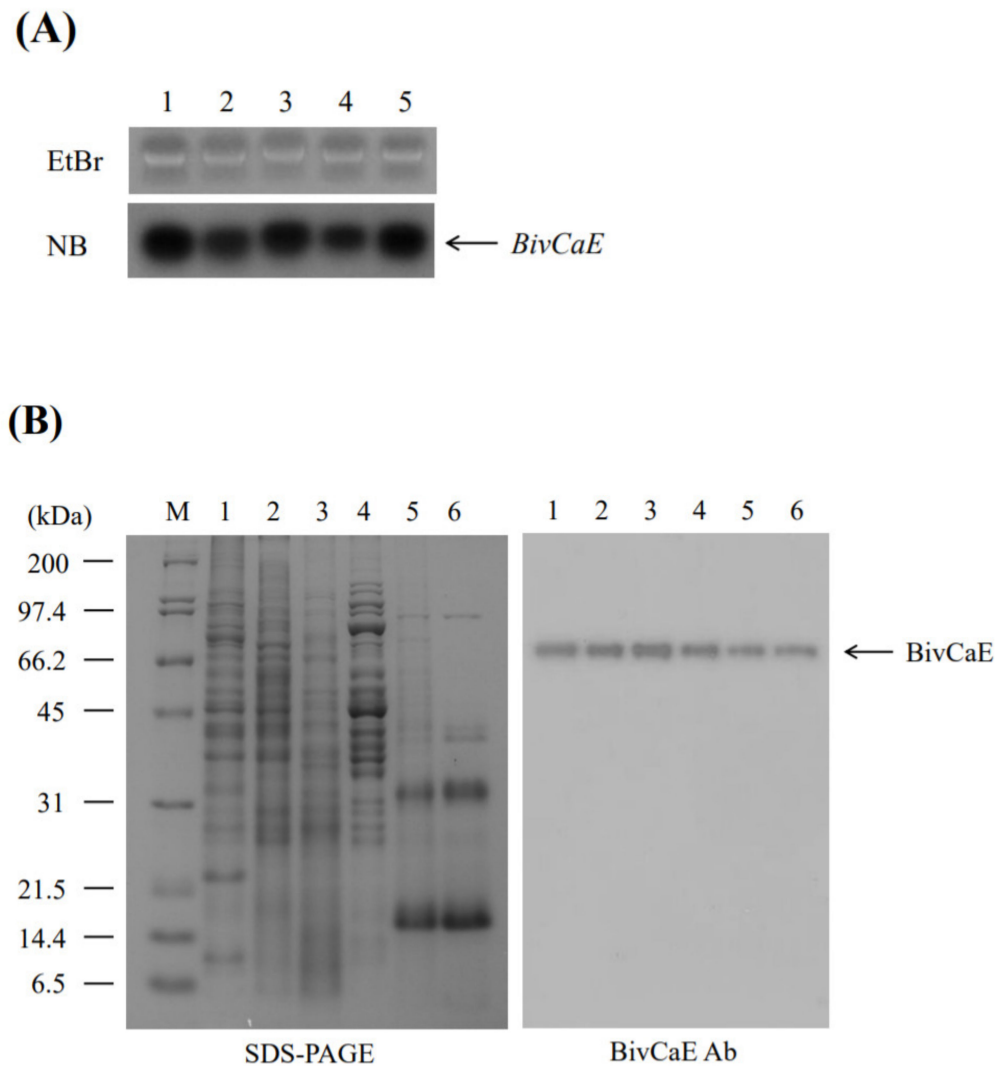 (A)
1 2 3 4 5
EtBr
NB
BivCaE
(B)
(kDa) M 1 2 3 4 5 6 1 2 3 4 5 6
200
97.4
66.2
BivCaE
45
31
21.5
14.4
6.5
SDS-PAGE BivCaE Ab